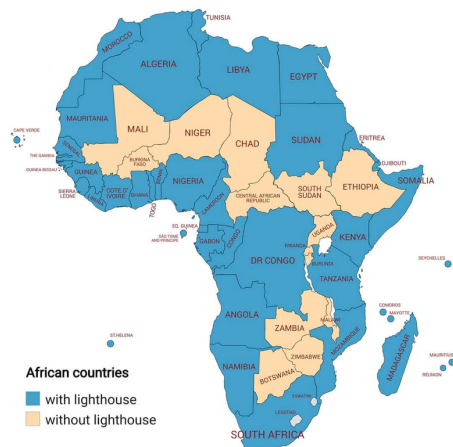 TUNISIA
MOROCCO
ALGERIA
LIBYA
EGYPT
MAURITANIA
MALI
NIGER
CHAD
SUDAN
ERITREA
CAPE VERDE
SENEGAL
THE GAMBIA
GUINEA-BISSAU
GUINEA
BURKINA
FASO
DJIBOUTI
SIERRA
LEONE
LIBERIA
COTE D'
IVOIRE
GHANA
TOGO
BENIN
NIGERIA
CAMEROON
CENTRAL AFRICAN
REPUBLIC
SOUTH
SUDAN
ETHIOPIA
SOMALIA
EQ. GUINEA
SÃO TOMÉ
AND PRINCIPE
GABON
CONGO
DR CONGO
UGANDA
KENYA
RWANDA
BURUNDI
TANZANIA
SEYCHELLES
COMOROS
MAYOTTE
ANGOLA
ZAMBIA
MALAWI
MOZAMBIQUE
MADAGASCAR
MAURITIUS
RÉUNION
ST.HELENA
ZIMBABWE
NAMIBIA
BOTSWANA
ESWATINI
LESOTHO
SOUTH AFRICA
African countries
with lighthouse
without lighthouse